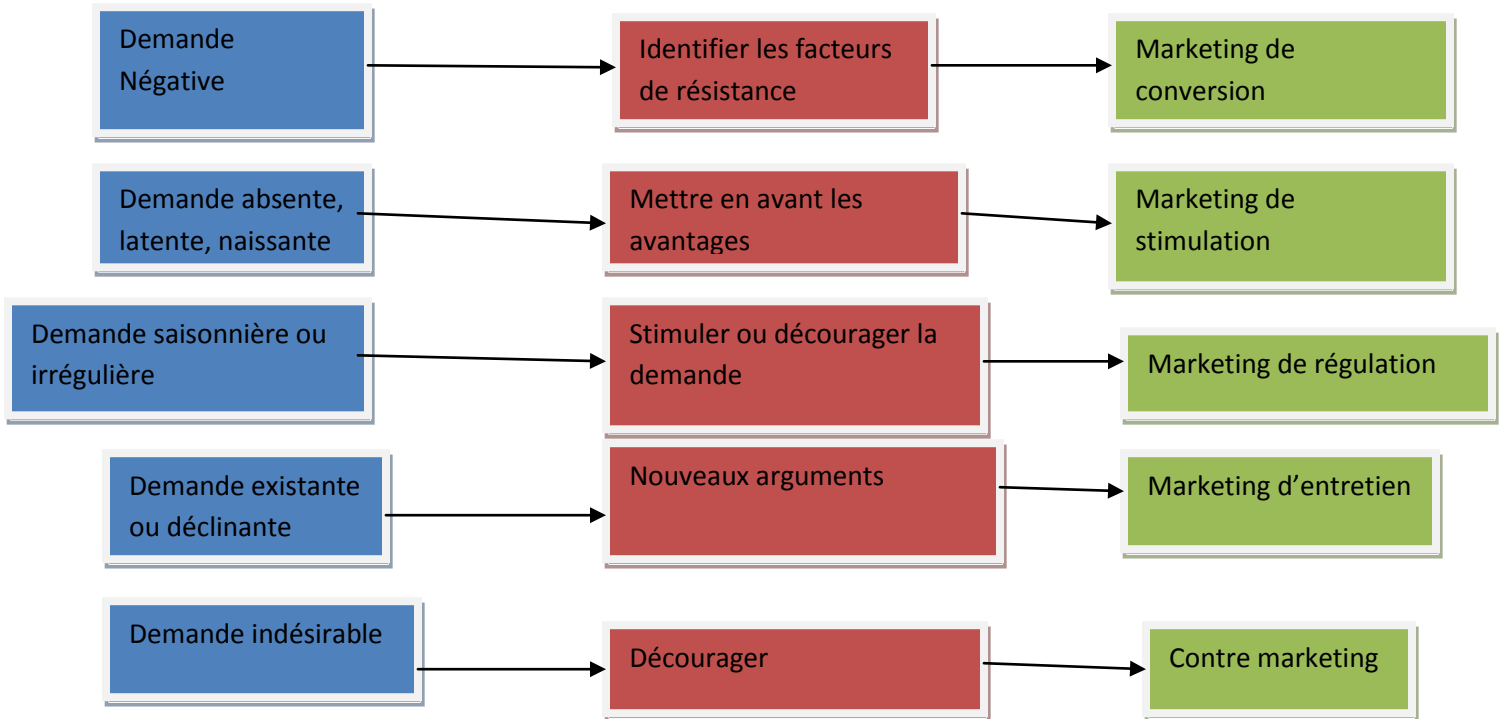 Demande
Négative
Identifier les facteurs
de résistance
Marketing de
conversion
Demande absente,
latente, naissante
Mettre en avant les
avantages
Marketing de
stimulation
Demande saisonnière ou
irrégulière
Stimuler ou décourager la
demande
Marketing de régulation
Demande existante
ou déclinante
Nouveaux arguments
Marketing d’entretien
Demande indésirable
Décourager
Contre marketing